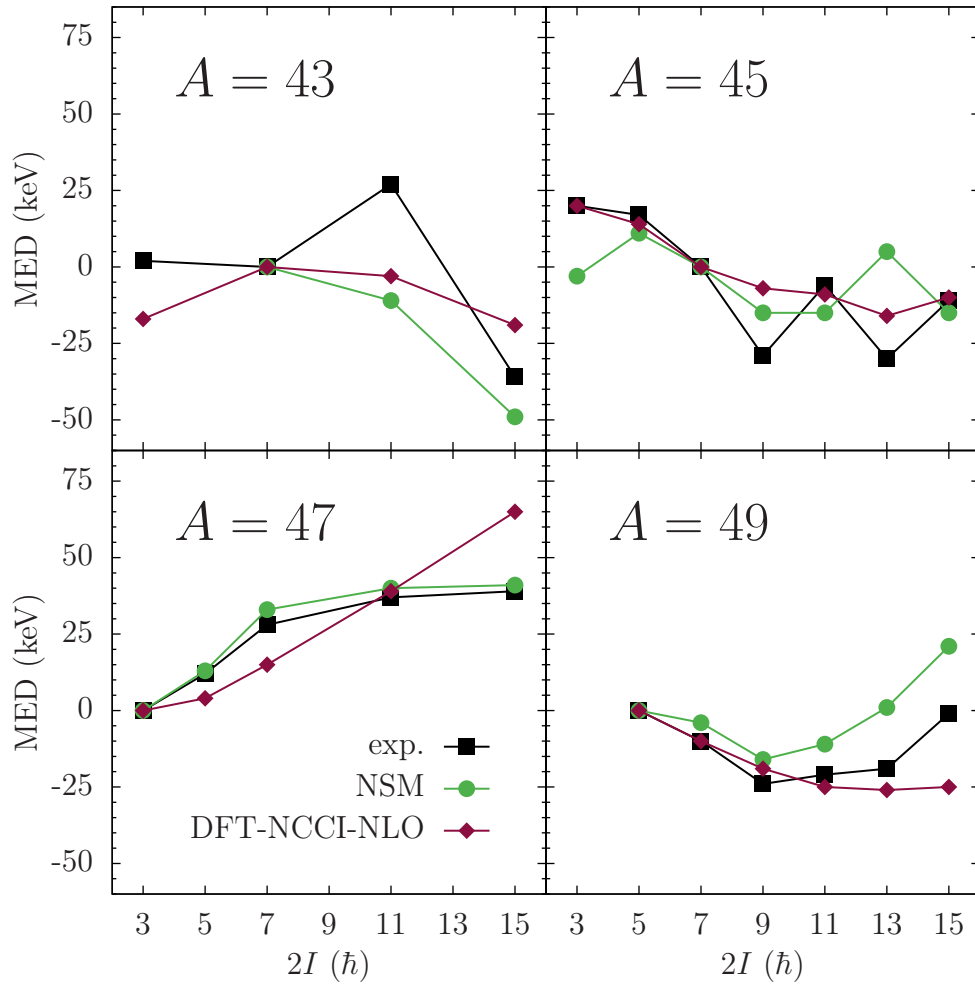 A = 43
A = 45
75
50
25
0
-25
-50
MED (keV)
A = 47
A = 49
75
50
25
0
-25
-50
MED (keV)
exp.
NSM
DFT-NCCI-NLO
3 5 7 9 11 13 15
3 5 7 9 11 13 15
2I (ħ)
2I (ħ)